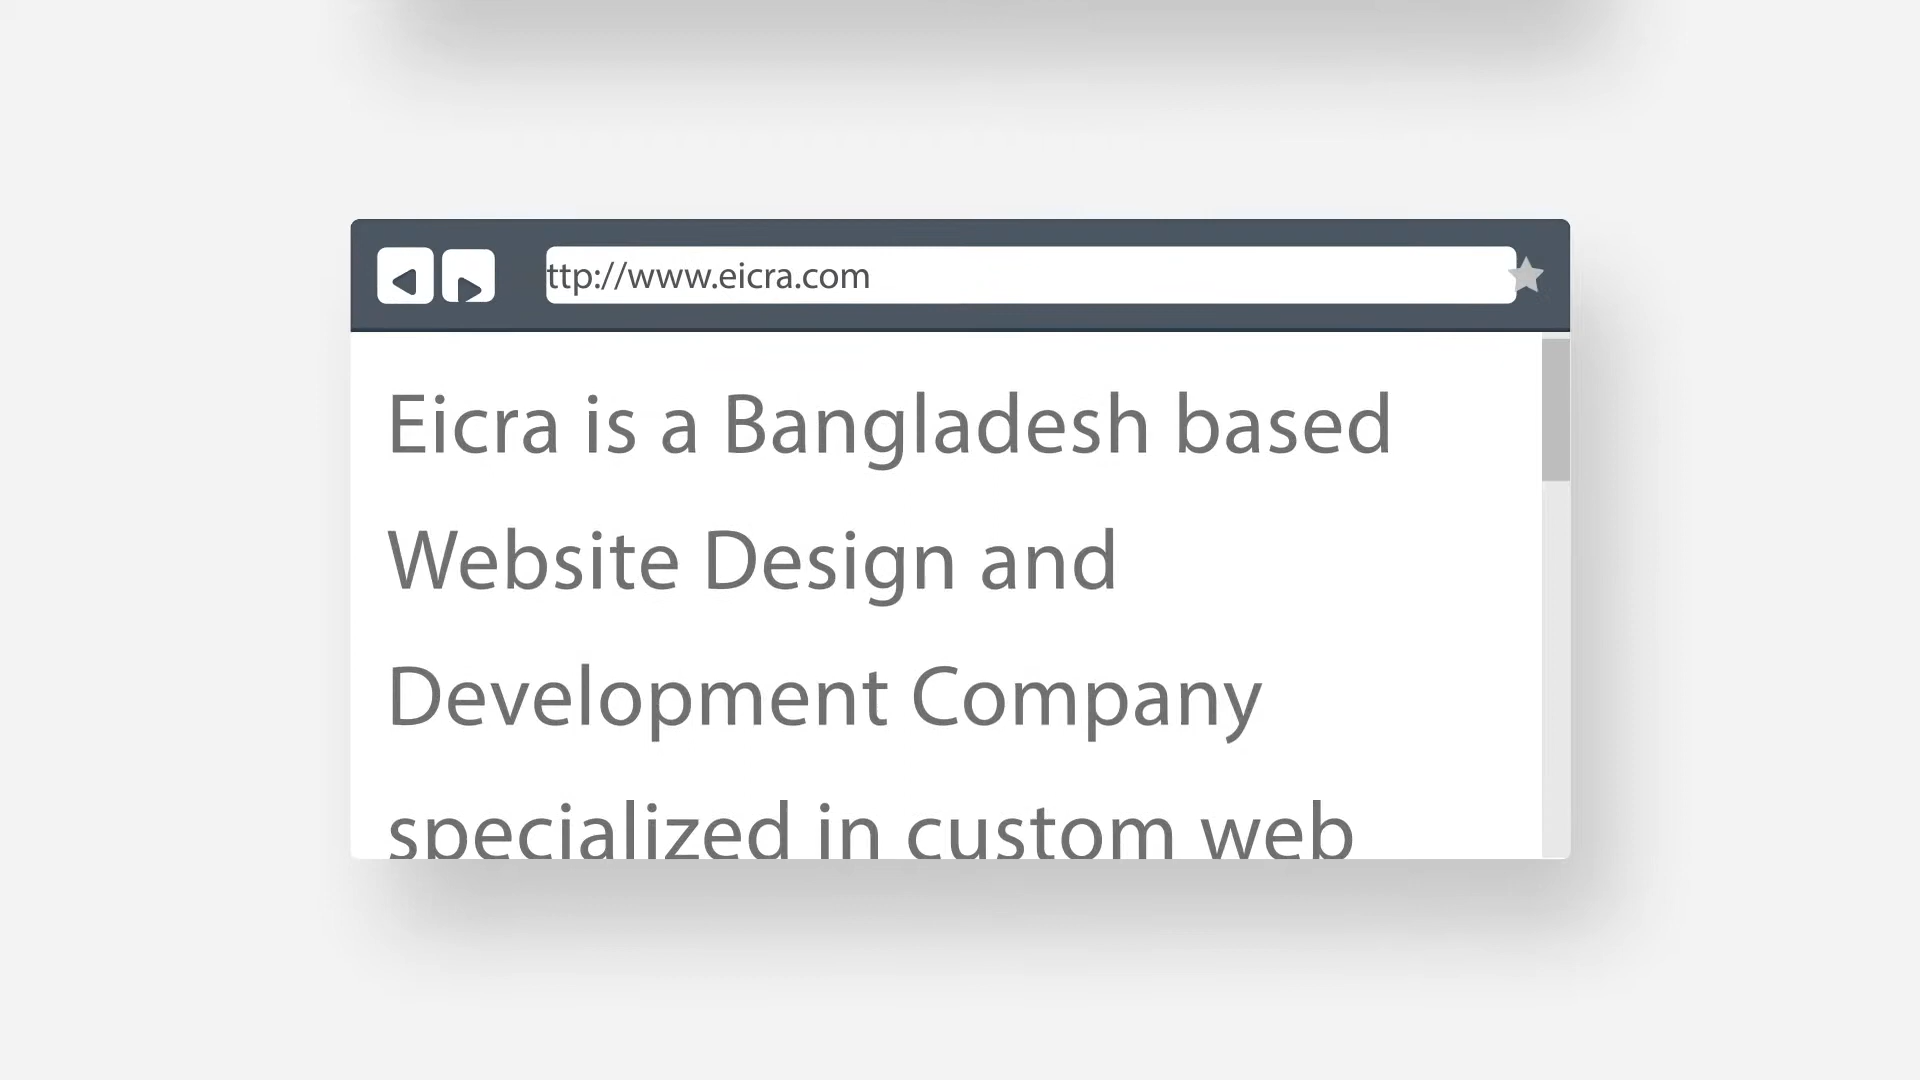 ttp://www.eicra.com
Eicra is a Bangladesh based
Website Design and
Development Company
specialized in custom web